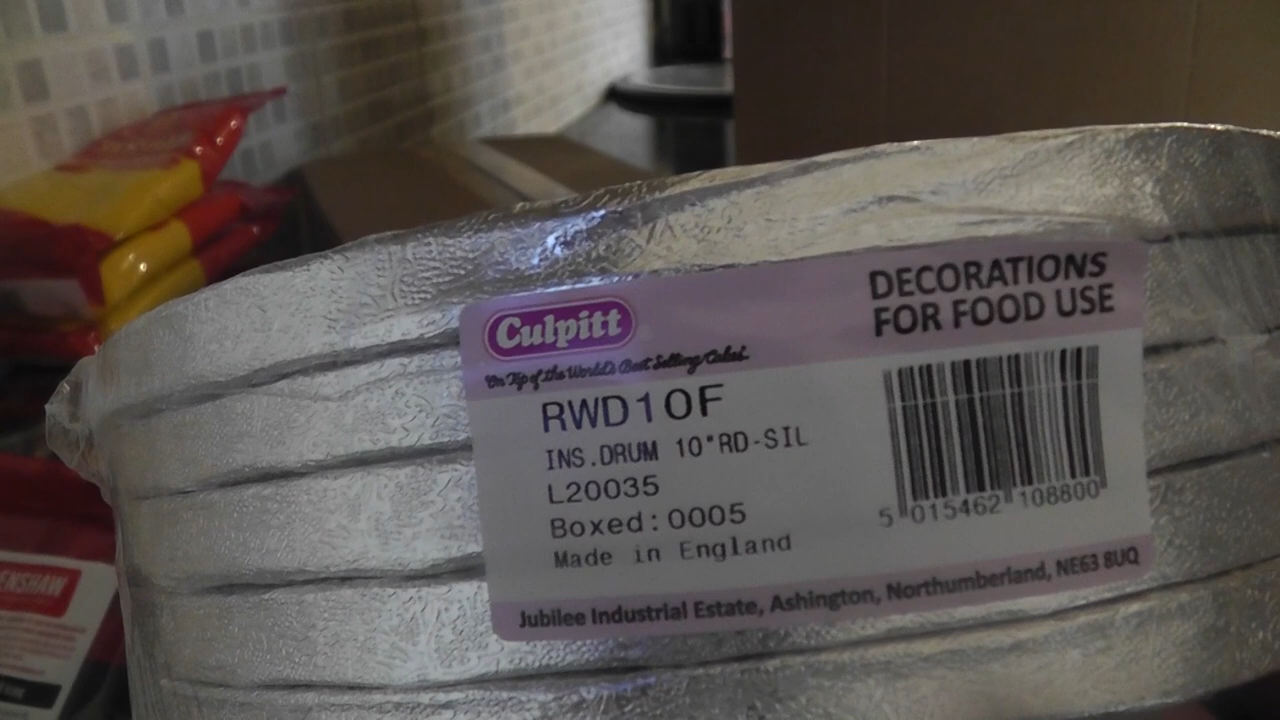 Culpitt
On Top of the World's Best Selling Cakes.
DECORATIONS
FOR FOOD USE
RWD10F
INS.DRUM 10"RD-SIL
L20035
Boxed:0005
Made in England
5 015462 108800
Jubilee Industrial Estate, Ashington, Northumberland, NE63 8UQ
ENSHAW